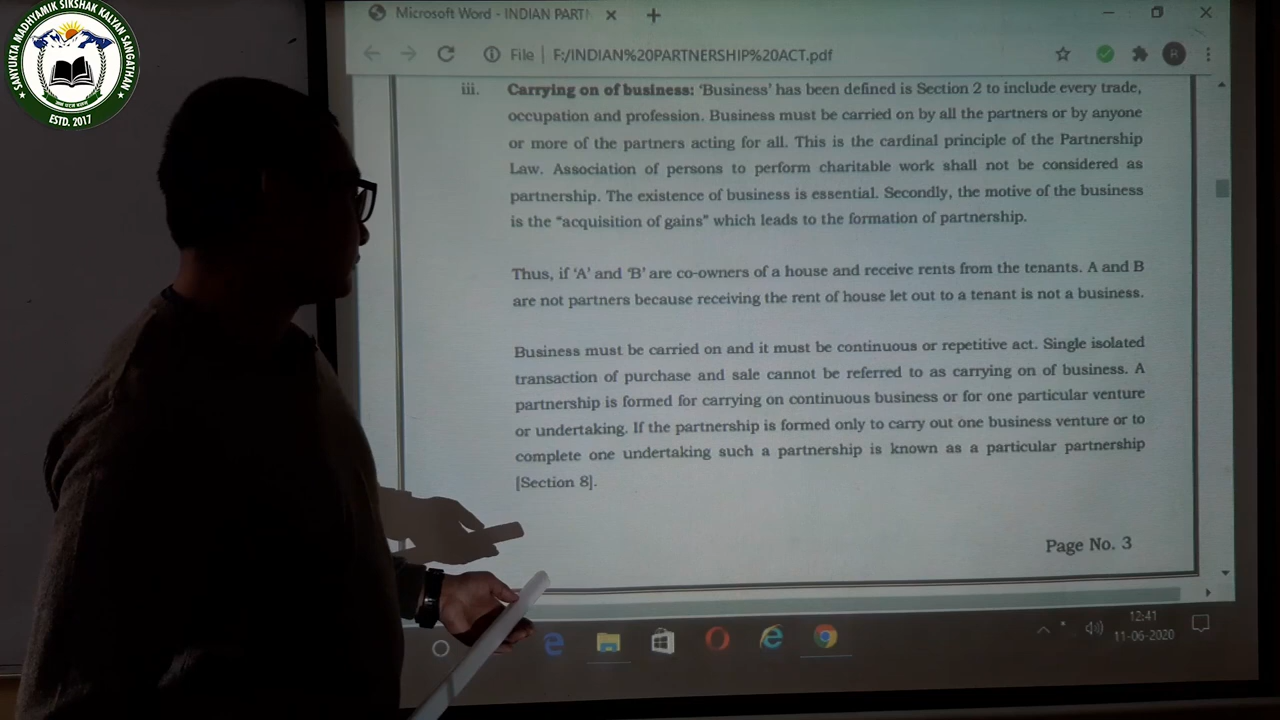 SANYUKTA MADHYAMIK SIKSHAK KALYAN SANGATHAN
ESTD. 2017
Microsoft Word - INDIAN PARTN
File | F:/INDIAN%20PARTNERSHIP%20ACT.pdf
iii. Carrying on of business: ‘Business’ has been defined is Section 2 to include every trade,
occupation and profession. Business must be carried on by all the partners or by anyone
or more of the partners acting for all. This is the cardinal principle of the Partnership
Law. Association of persons to perform charitable work shall not be considered as
partnership. The existence of business is essential. Secondly, the motive of the business
is the “acquisition of gains” which leads to the formation of partnership.
Thus, if ‘A’ and ‘B’ are co-owners of a house and receive rents from the tenants. A and B
are not partners because receiving the rent of house let out to a tenant is not a business.
Business must be carried on and it must be continuous or repetitive act. Single isolated
transaction of purchase and sale cannot be referred to as carrying on of business. A
partnership is formed for carrying on continuous business or for one particular venture
or undertaking. If the partnership is formed only to carry out one business venture or to
complete one undertaking such a partnership is known as a particular partnership
[Section 8].
Page No. 3
12:41
11-06-2020